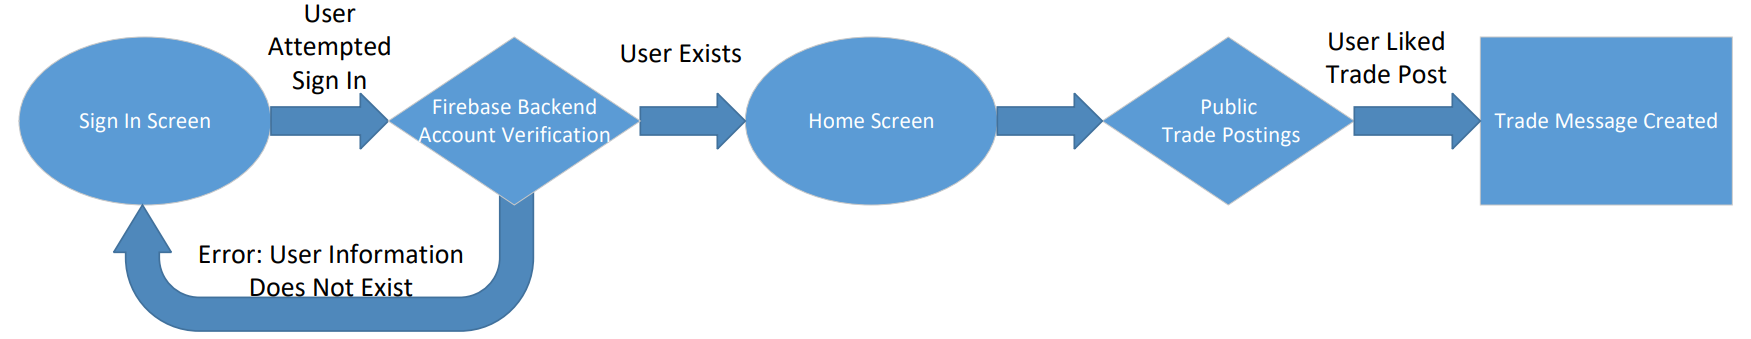 User
Attempted
Sign In
Sign In Screen
Firebase Backend
Account Verification
User Exists
Home Screen
Public
Trade Postings
User Liked
Trade Post
Trade Message Created
Error: User Information
Does Not Exist